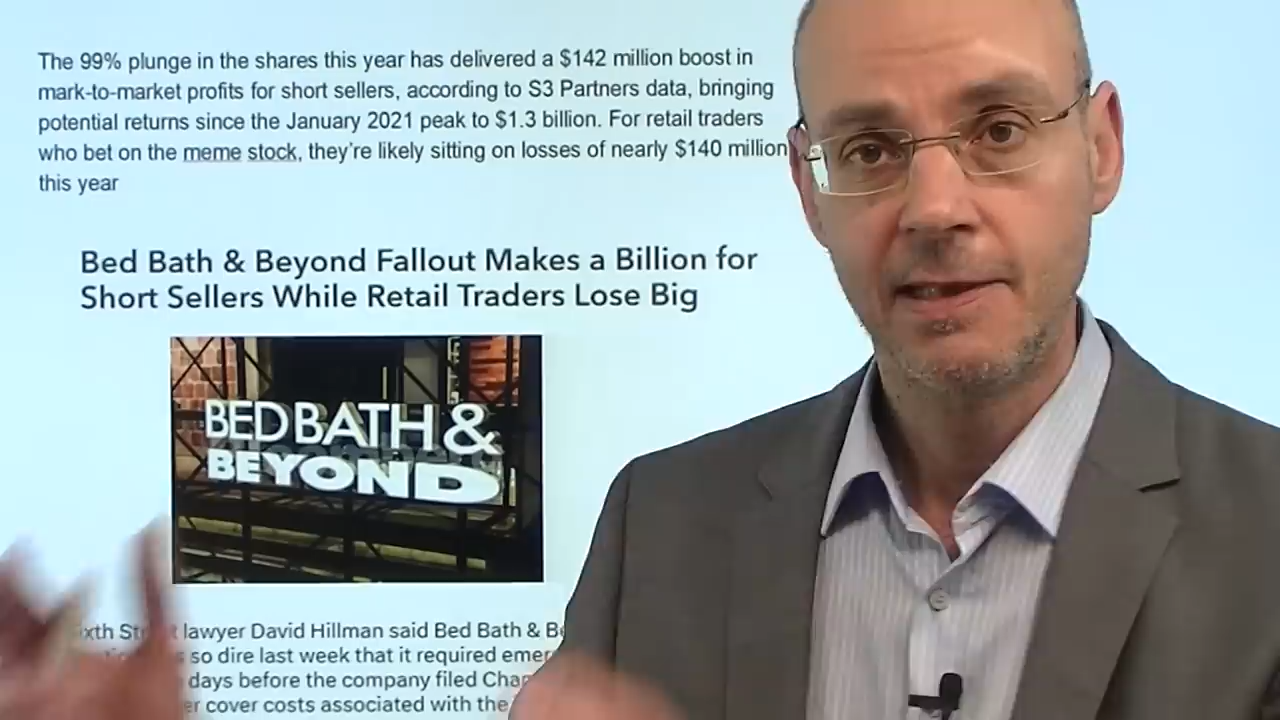 The 99% plunge in the shares this year has delivered a $142 million boost in
mark-to-market profits for short sellers, according to S3 Partners data, bringing
potential returns since the January 2021 peak to $1.3 billion. For retail traders
who bet on the meme stock, they’re likely sitting on losses of nearly $140 million
this year
Bed Bath & Beyond Fallout Makes a Billion for
Short Sellers While Retail Traders Lose Big
BED BATH &
BEYOND
lawyer David Hillman said Bed Bath &
so dire last week that it required
days before the company filed
cover costs associated with the